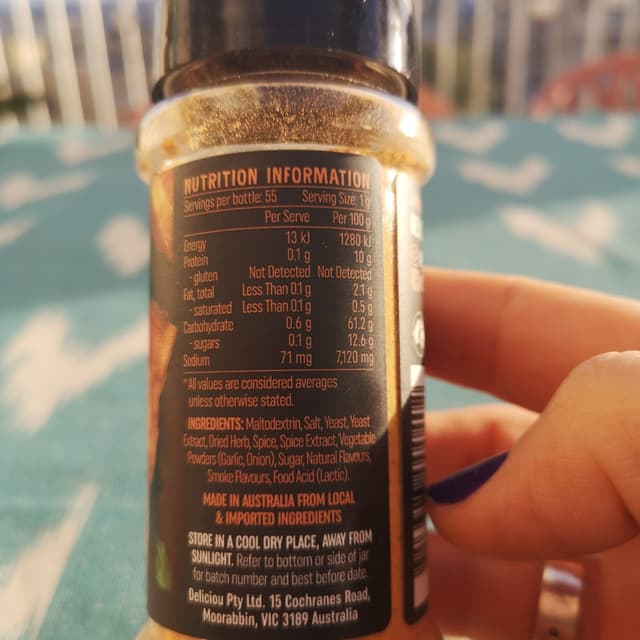 NUTRITION INFORMATION
Servings per bottle: 55 Serving Size: 1g
Per Serve Per 100g
Energy 13 kJ 1280 kJ
Protein 0.1 g 10 g
- gluten Not Detected Not Detected
Fat, total Less Than 0.1 g 2.1 g
- saturated Less Than 0.1 g 0.5 g
Carbohydrate 0.6 g 61.2 g
- sugars 0.1 g 12.6 g
Sodium 71 mg 7,120 mg
*All values are considered averages
unless otherwise stated.
INGREDIENTS: Maltodextrin, Salt, Yeast, Yeast
Extract, Dried Herb, Spice, Spice Extract, Vegetable
Powders (Garlic, Onion), Sugar, Natural Flavours,
Smoke Flavours, Food Acid (Lactic).
MADE IN AUSTRALIA FROM LOCAL
& IMPORTED INGREDIENTS
STORE IN A COOL DRY PLACE, AWAY FROM
SUNLIGHT. Refer to bottom or side of jar
for batch number and best before date.
Deliciou Pty Ltd. 15 Cochranes Road,
Moorabbin, VIC 3189 Australia